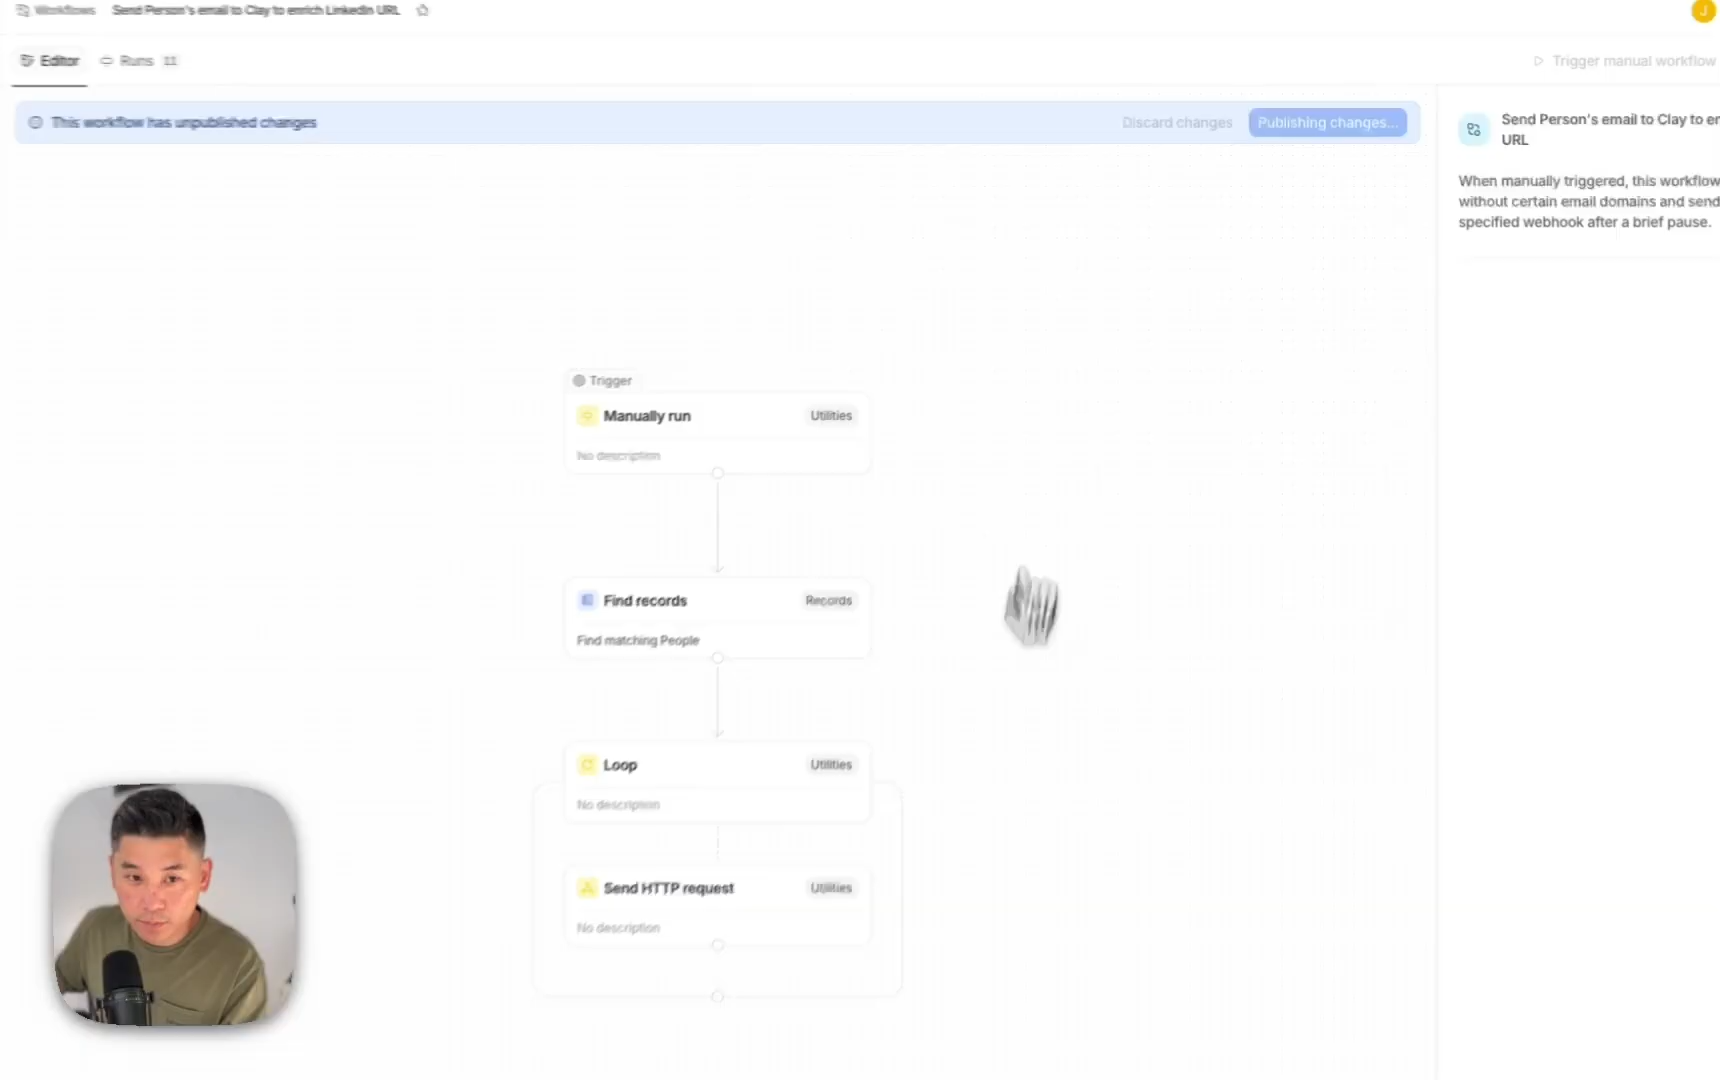 Workflows Send Person's email to Clay to enrich LinkedIn URL
J
Editor Runs 11
Trigger manual workflow
This workflow has unpublished changes
Discard changes Publishing changes...
Send Person's email to Clay to en
URL
When manually triggered, this workflow
without certain email domains and send
specified webhook after a brief pause.
Trigger
Manually run Utilities
No description
Find records Records
Find matching People
Loop Utilities
No description
Send HTTP request Utilities
No description